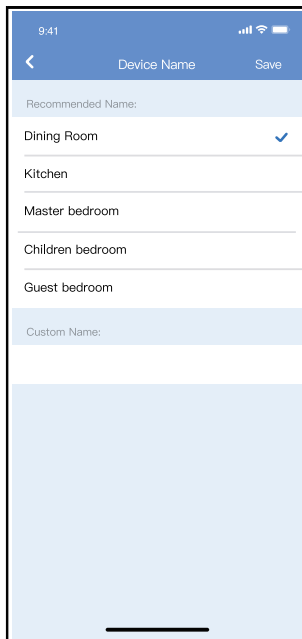 9:41
Device Name
Save
Recommended Name:
Dining Room
Kitchen
Master bedroom
Children bedroom
Guest bedroom
Custom Name: